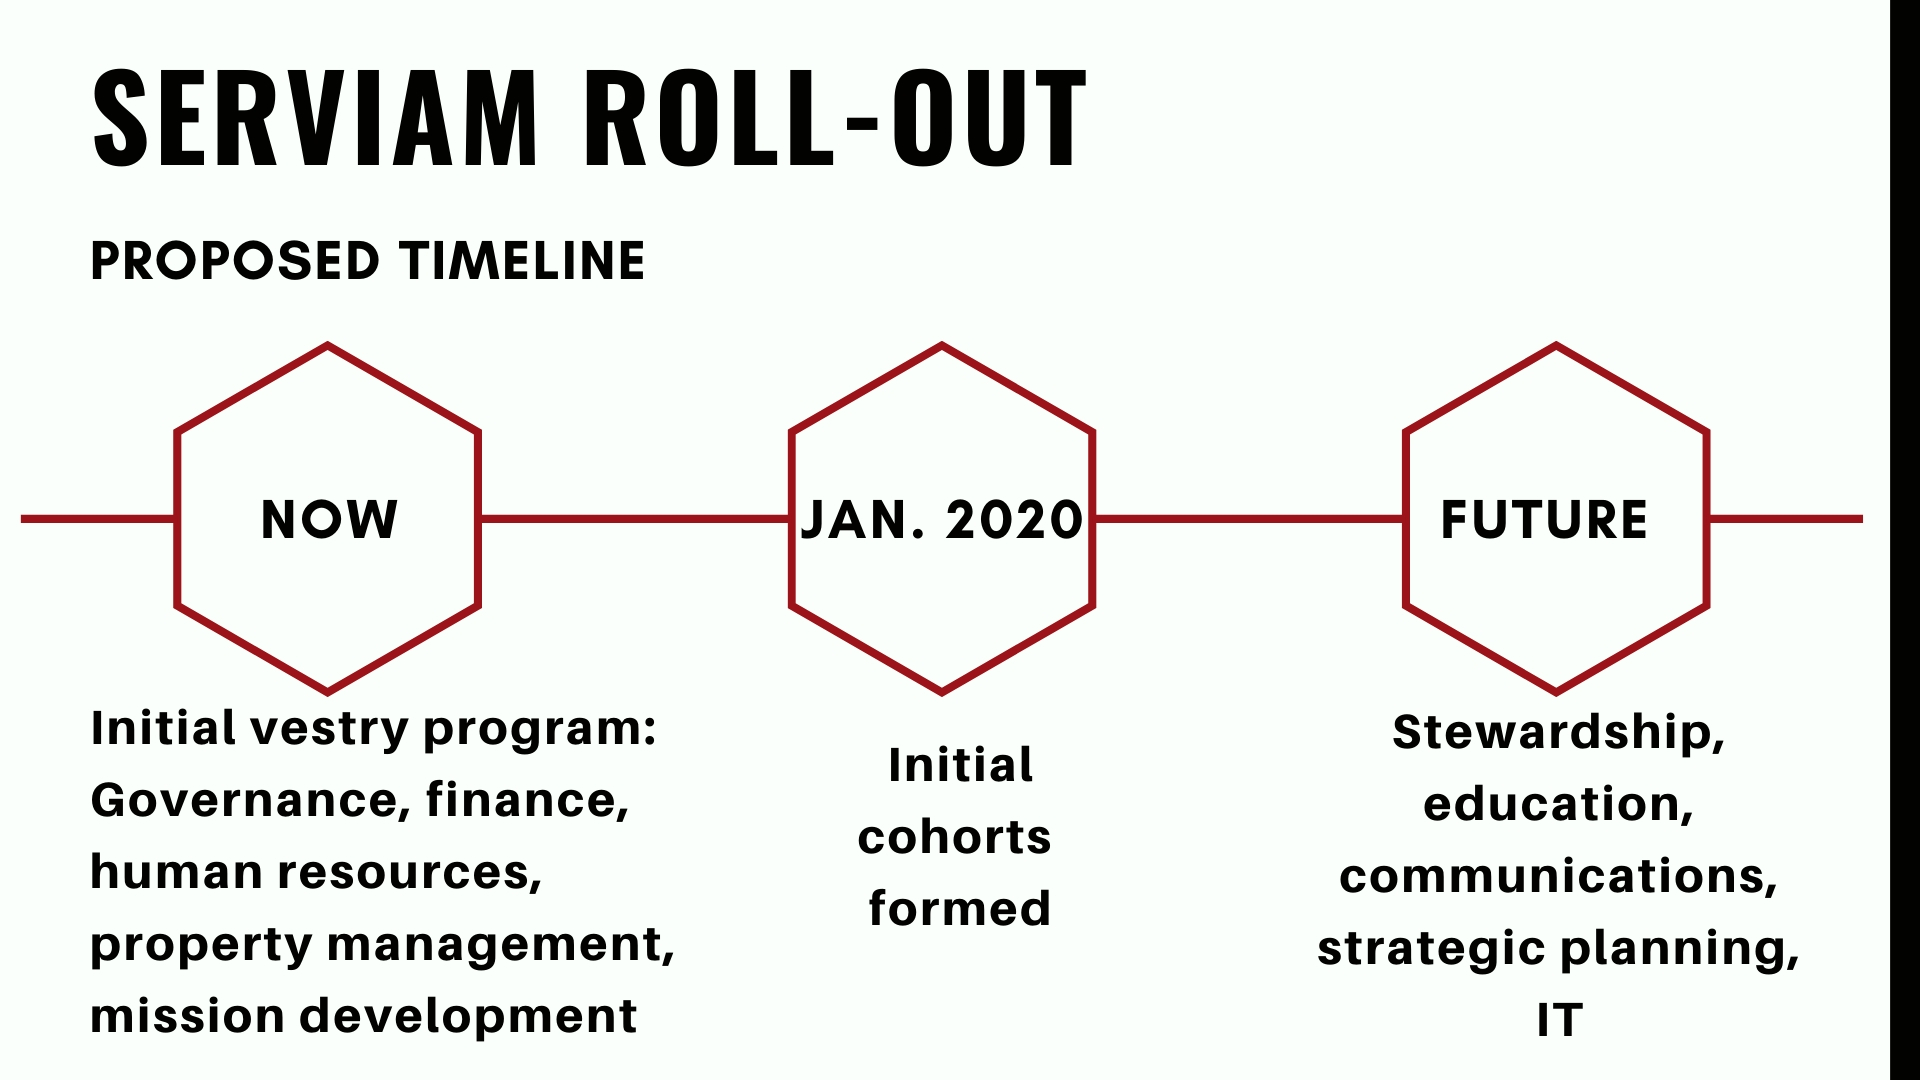 SERVIAM ROLL-OUT
PROPOSED TIMELINE
NOW
JAN. 2020
FUTURE
Initial vestry program:
Governance, finance,
human resources,
property management,
mission development
Initial
cohorts
formed
Stewardship,
education,
communications,
strategic planning,
IT